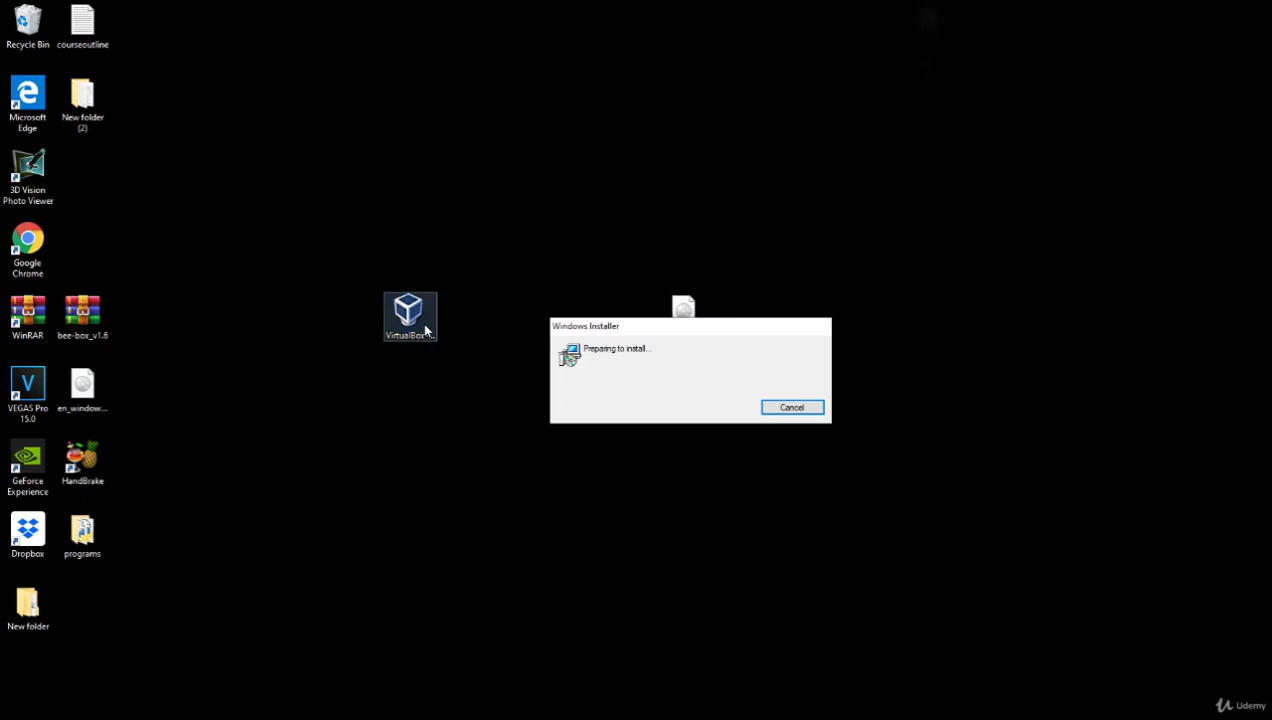 Recycle Bin
courseoutline
Microsoft
Edge
New folder
(2)
3D Vision
Photo Viewer
Google
Chrome
WinRAR
bee-box_v1.6
VirtualBox-...
Windows Installer
Preparing to install...
Cancel
VEGAS Pro
15.0
en_window...
GeForce
Experience
HandBrake
Dropbox
programs
New folder
Udemy